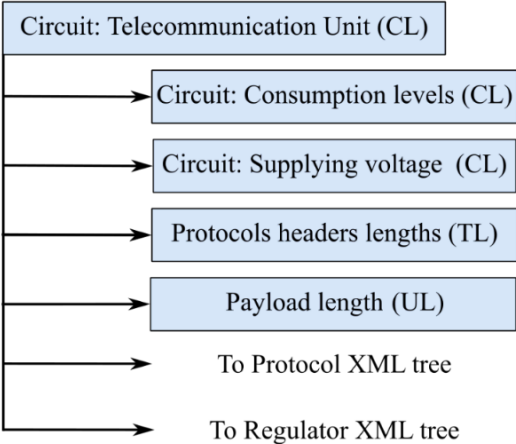 Circuit: Telecommunication Unit (CL)
Circuit: Consumption levels (CL)
Circuit: Supplying voltage (CL)
Protocols headers lengths (TL)
Payload length (UL)
To Protocol XML tree
To Regulator XML tree